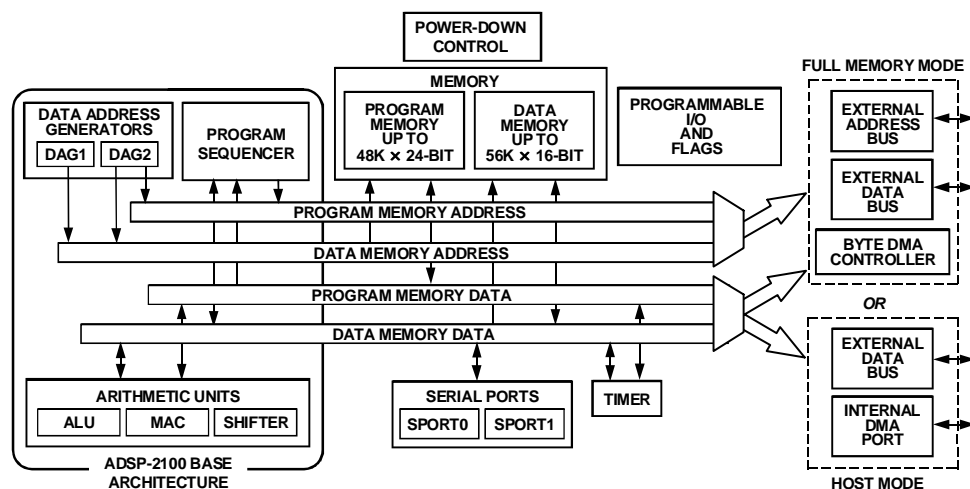 POWER-DOWN
CONTROL
FULL MEMORY MODE
MEMORY
PROGRAM
MEMORY
UP TO
48K × 24-BIT
DATA
MEMORY
UP TO
56K × 16-BIT
PROGRAMMABLE
I/O
AND
FLAGS
EXTERNAL
ADDRESS
BUS
EXTERNAL
DATA
BUS
BYTE DMA
CONTROLLER
DATA ADDRESS
GENERATORS
DAG1
DAG2
PROGRAM
SEQUENCER
PROGRAM MEMORY ADDRESS
DATA MEMORY ADDRESS
PROGRAM MEMORY DATA
DATA MEMORY DATA
OR
EXTERNAL
DATA
BUS
INTERNAL
DMA
PORT
HOST MODE
ARITHMETIC UNITS
ALU
MAC
SHIFTER
SERIAL PORTS
SPORT0
SPORT1
TIMER
ADSP-2100 BASE
ARCHITECTURE